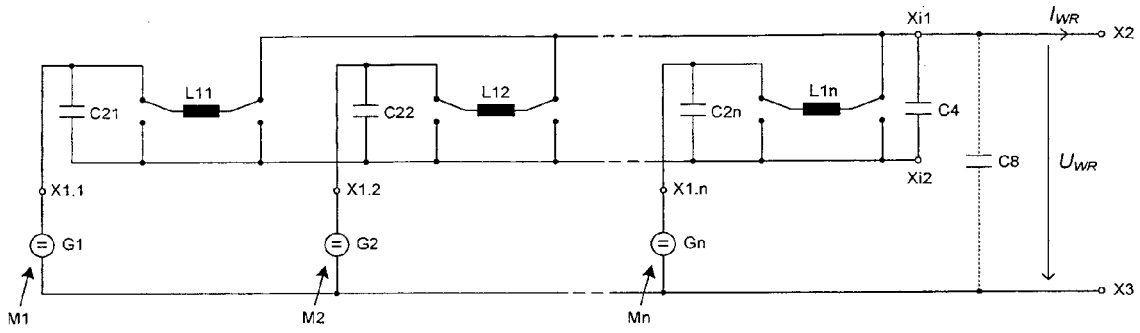 Xi1
I_WR
X2
L11
L12
L1n
C21
C22
C2n
C4
Xi2
C8
U_WR
X1.1
X1.2
X1.n
G1
G2
Gn
X3
M1
M2
Mn